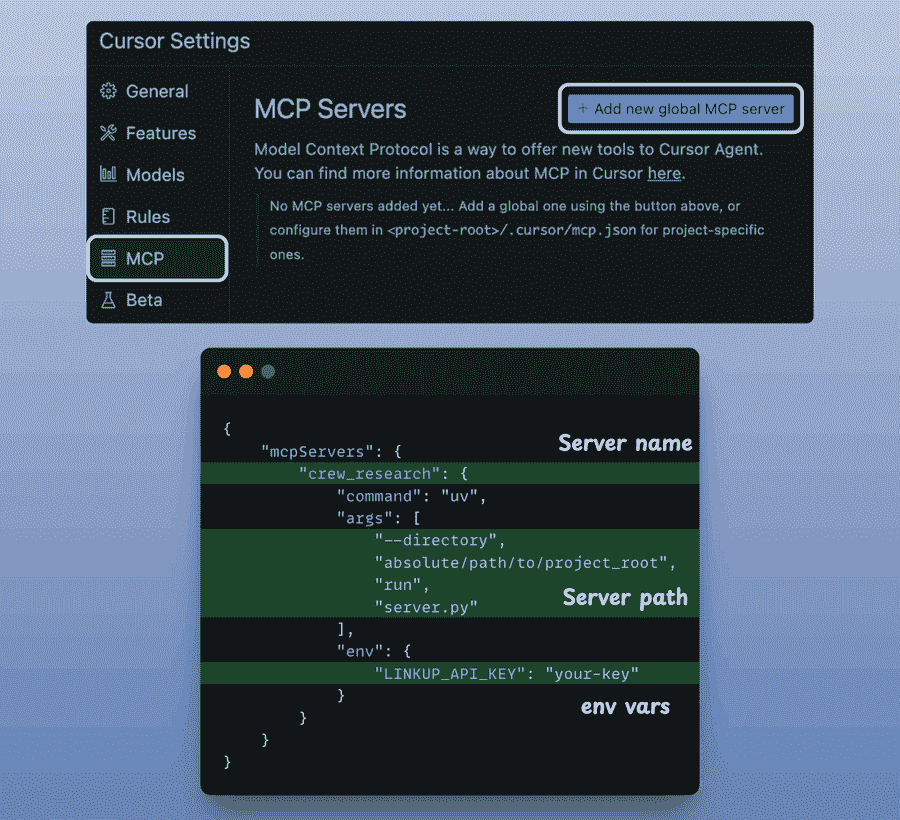 Cursor Settings
General
Features
Models
Rules
MCP
Beta
MCP Servers
+ Add new global MCP server
Model Context Protocol is a way to offer new tools to Cursor Agent.
You can find more information about MCP in Cursor here.
No MCP servers added yet... Add a global one using the button above, or
configure them in <project-root>/.cursor/mcp.json for project-specific
ones.
{
"mcpServers": {
Server name
"crew_research": {
"command": "uv",
"args": [
"--directory",
"absolute/path/to/project_root",
"run",
Server path
"server.py"
],
"env": {
"LINKUP_API_KEY": "your-key"
}
env vars
}
}
}